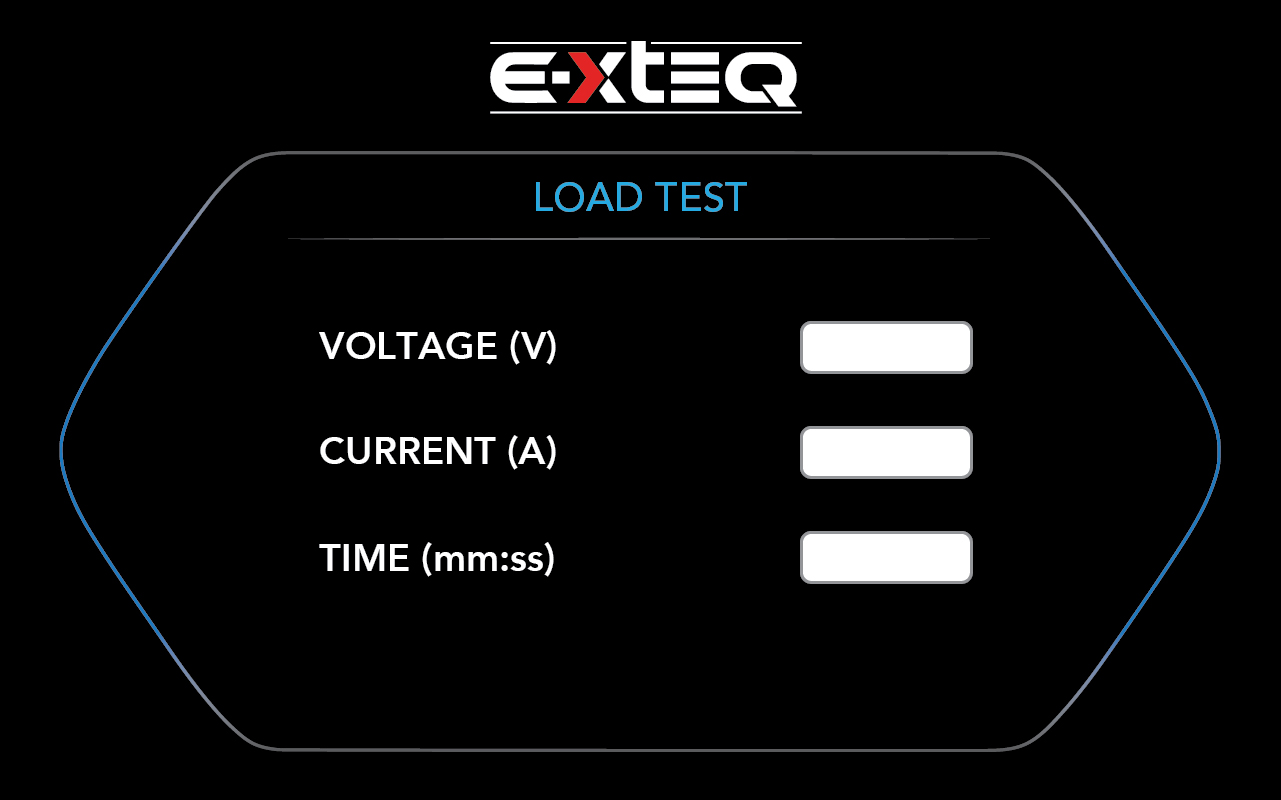 E-XTEQ
LOAD TEST
VOLTAGE (V)
CURRENT (A)
TIME (mm:ss)